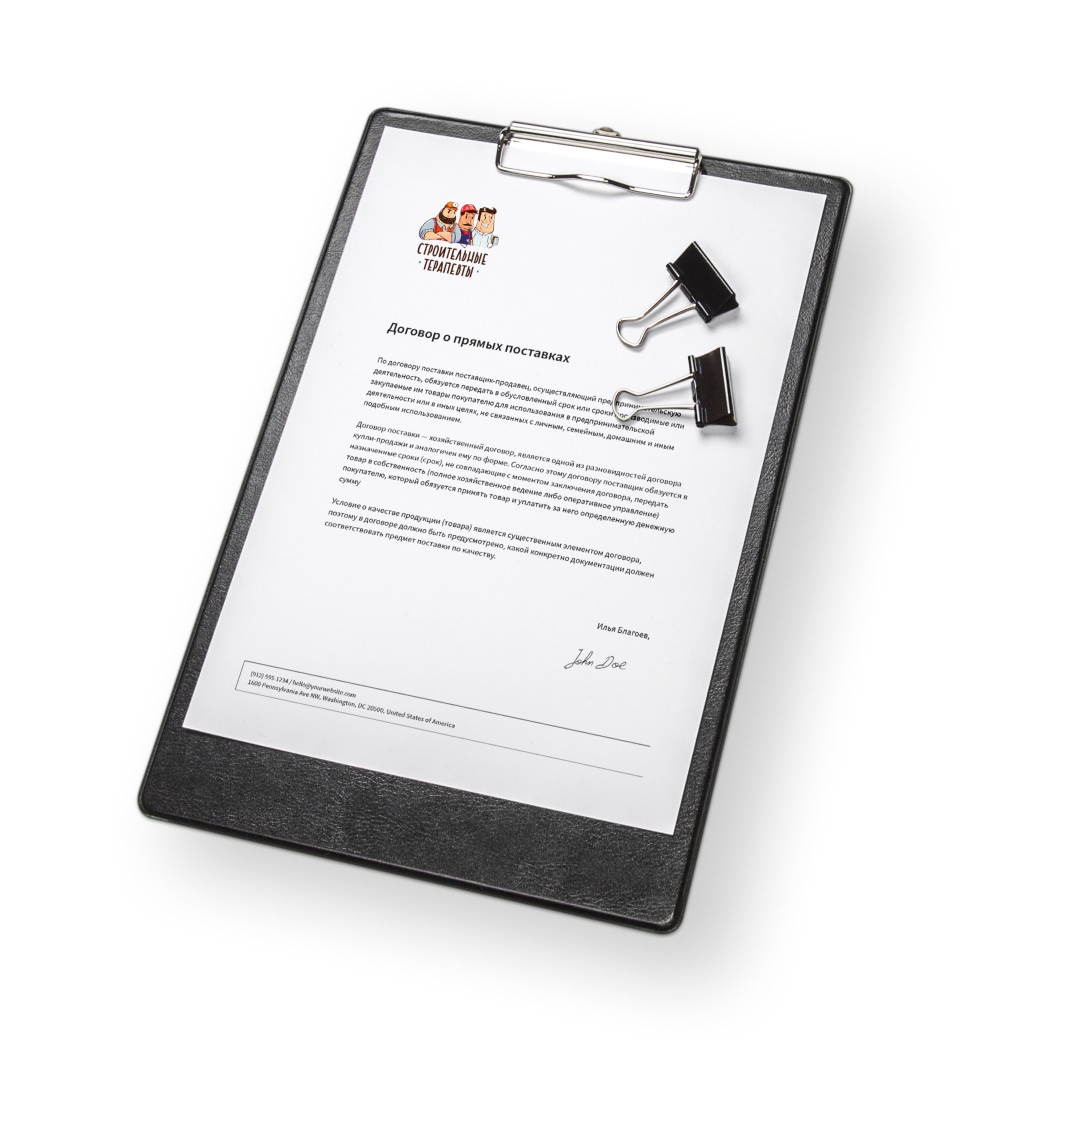 СТРОИТЕЛЬНЫЕ
ТЕРАПЕВТЫ
Договор о прямых поставках
По договору поставки поставщик-продавец, осуществляющий предпринимательскую
деятельность, обязуется передать в обусловленный срок или сроки производимые или
закупаемые им товары покупателю для использования в предпринимательской
деятельности или в иных целях, не связанных с личным, семейным, домашним и иным
подобным использованием.
Договор поставки — хозяйственный договор, является одной из разновидностей договора
купли-продажи и аналогичен ему по форме. Согласно этому договору поставщик обязуется в
назначенные сроки (срок), не совпадающие с моментом заключения договора, передать
товар в собственность (полное хозяйственное ведение либо оперативное управление)
покупателю, который обязуется принять товар и уплатить за него определенную денежную
сумму
Условие о качестве продукции (товара) является существенным элементом договора,
поэтому в договоре должно быть предусмотрено, какой конкретно документации должен
соответствовать предмет поставки по качеству.
Илья Благоев,
John Doe
(912) 595-1234 / hello@yourwebsite.com
1600 Pennsylvania Ave NW, Washington, DC 20500, United States of America